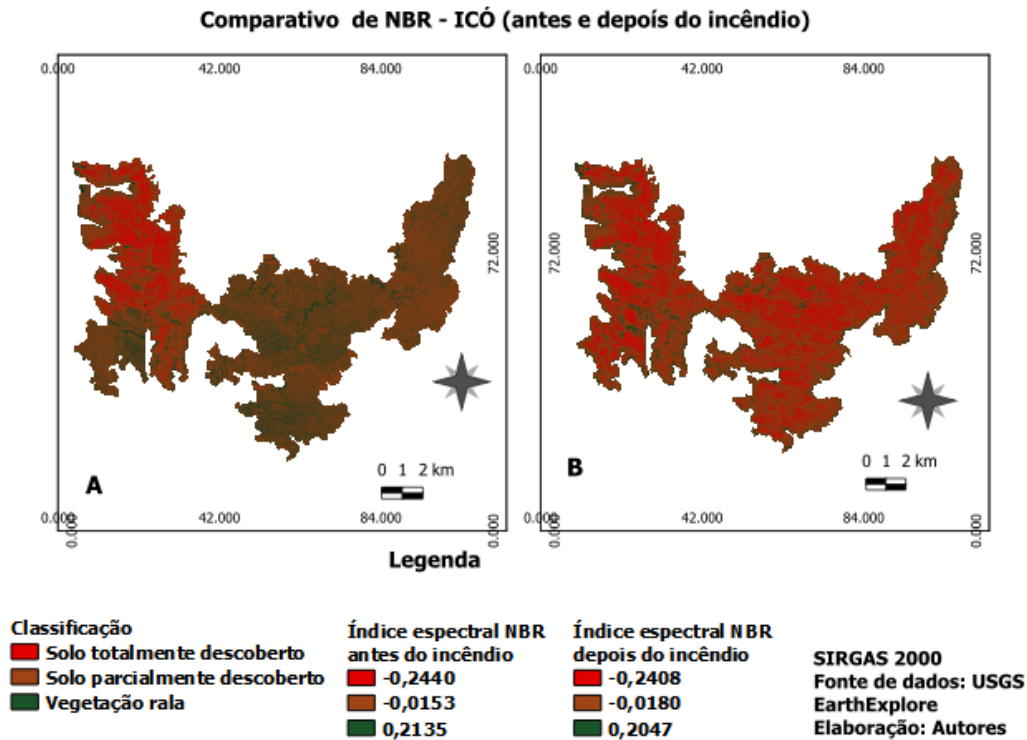 Comparativo de NBR - ICÓ (antes e depoís do incêndio)
0.000 42.000 84.000
0.000 42.000 84.000
72.000
72.000
72.000
A
0 1 2 km
B
0 1 2 km
0.000 42.000 84.000
0.000 42.000 84.000
0.000
0.000
0.000
0.000
Legenda
Classificação
Solo totalmente descoberto
Solo parcialmente descoberto
Vegetação rala
Índice espectral NBR
antes do incêndio
-0,2440
-0,0153
0,2135
Índice espectral NBR
depois do incêndio
-0,2408
-0,0180
0,2047
SIRGAS 2000
Fonte de dados: USGS
EarthExplore
Elaboração: Autores